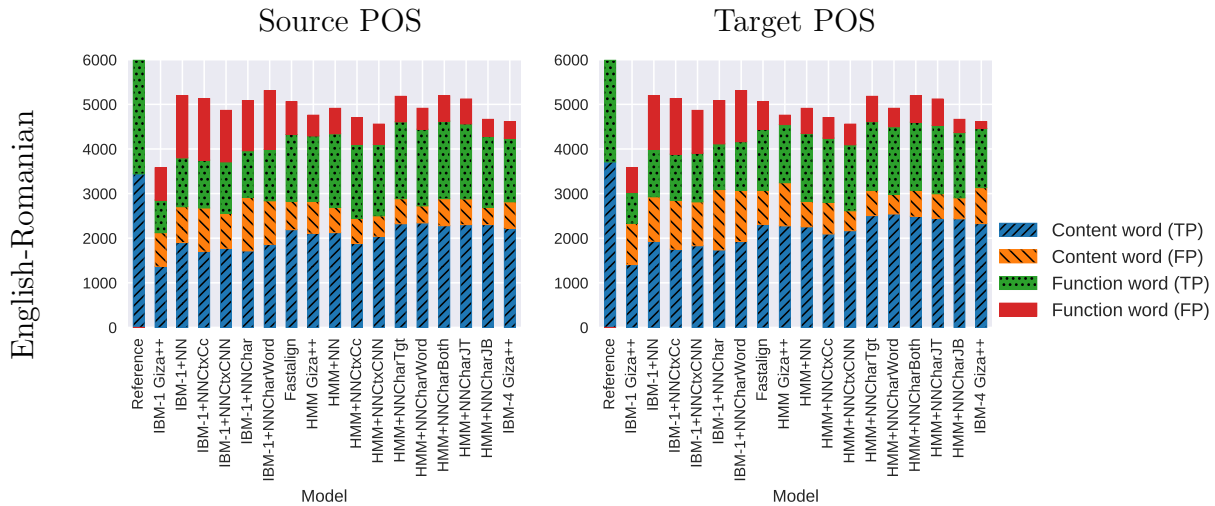 Source POS
Target POS
English-Romanian
6000
5000
4000
3000
2000
1000
0
Reference
IBM-1 Giza++
IBM-1+NN
IBM-1+NNCtxCc
IBM-1+NNCtxCNN
IBM-1+NNChar
IBM-1+NNCharWord
Fastalign
HMM Giza++
HMM+NN
HMM+NNCtxCc
HMM+NNCtxCNN
HMM+NNCharTgt
HMM+NNCharWord
HMM+NNCharBoth
HMM+NNCharJT
HMM+NNCharJB
IBM-4 Giza++
Model
6000
5000
4000
3000
2000
1000
0
Reference
IBM-1 Giza++
IBM-1+NN
IBM-1+NNCtxCc
IBM-1+NNCtxCNN
IBM-1+NNChar
IBM-1+NNCharWord
Fastalign
HMM Giza++
HMM+NN
HMM+NNCtxCc
HMM+NNCtxCNN
HMM+NNCharTgt
HMM+NNCharWord
HMM+NNCharBoth
HMM+NNCharJT
HMM+NNCharJB
IBM-4 Giza++
Model
Content word (TP)
Content word (FP)
Function word (TP)
Function word (FP)